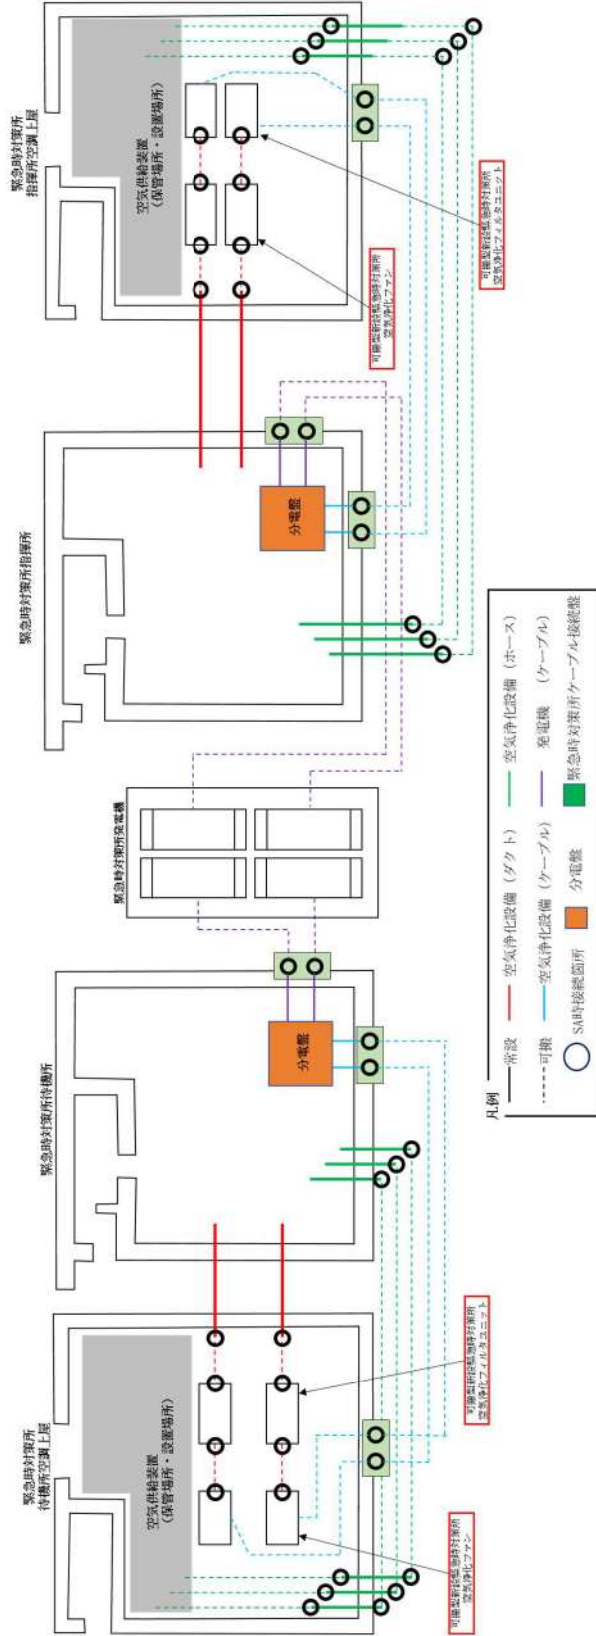 緊急時対策所
待機所空調上屋
空気供給装置
(保管場所・設置場所)
可搬型新設緊急時対策所
空気浄化ファン
可搬型新設緊急時対策所
空気浄化フィルタユニット
緊急時対策所待機所
分電盤
緊急時対策所発電機
緊急時対策所指揮所
分電盤
緊急時対策所
指揮所空調上屋
空気供給装置
(保管場所・設置場所)
可搬型新設緊急時対策所
空気浄化ファン
可搬型新設緊急時対策所
空気浄化フィルタユニット
凡例
常設 空気浄化設備(ダクト) 空気浄化設備(ホース)
可搬 空気浄化設備(ケーブル) 発電機 (ケーブル)
SA時接続箇所 分電盤 緊急時対策所ケーブル接続盤